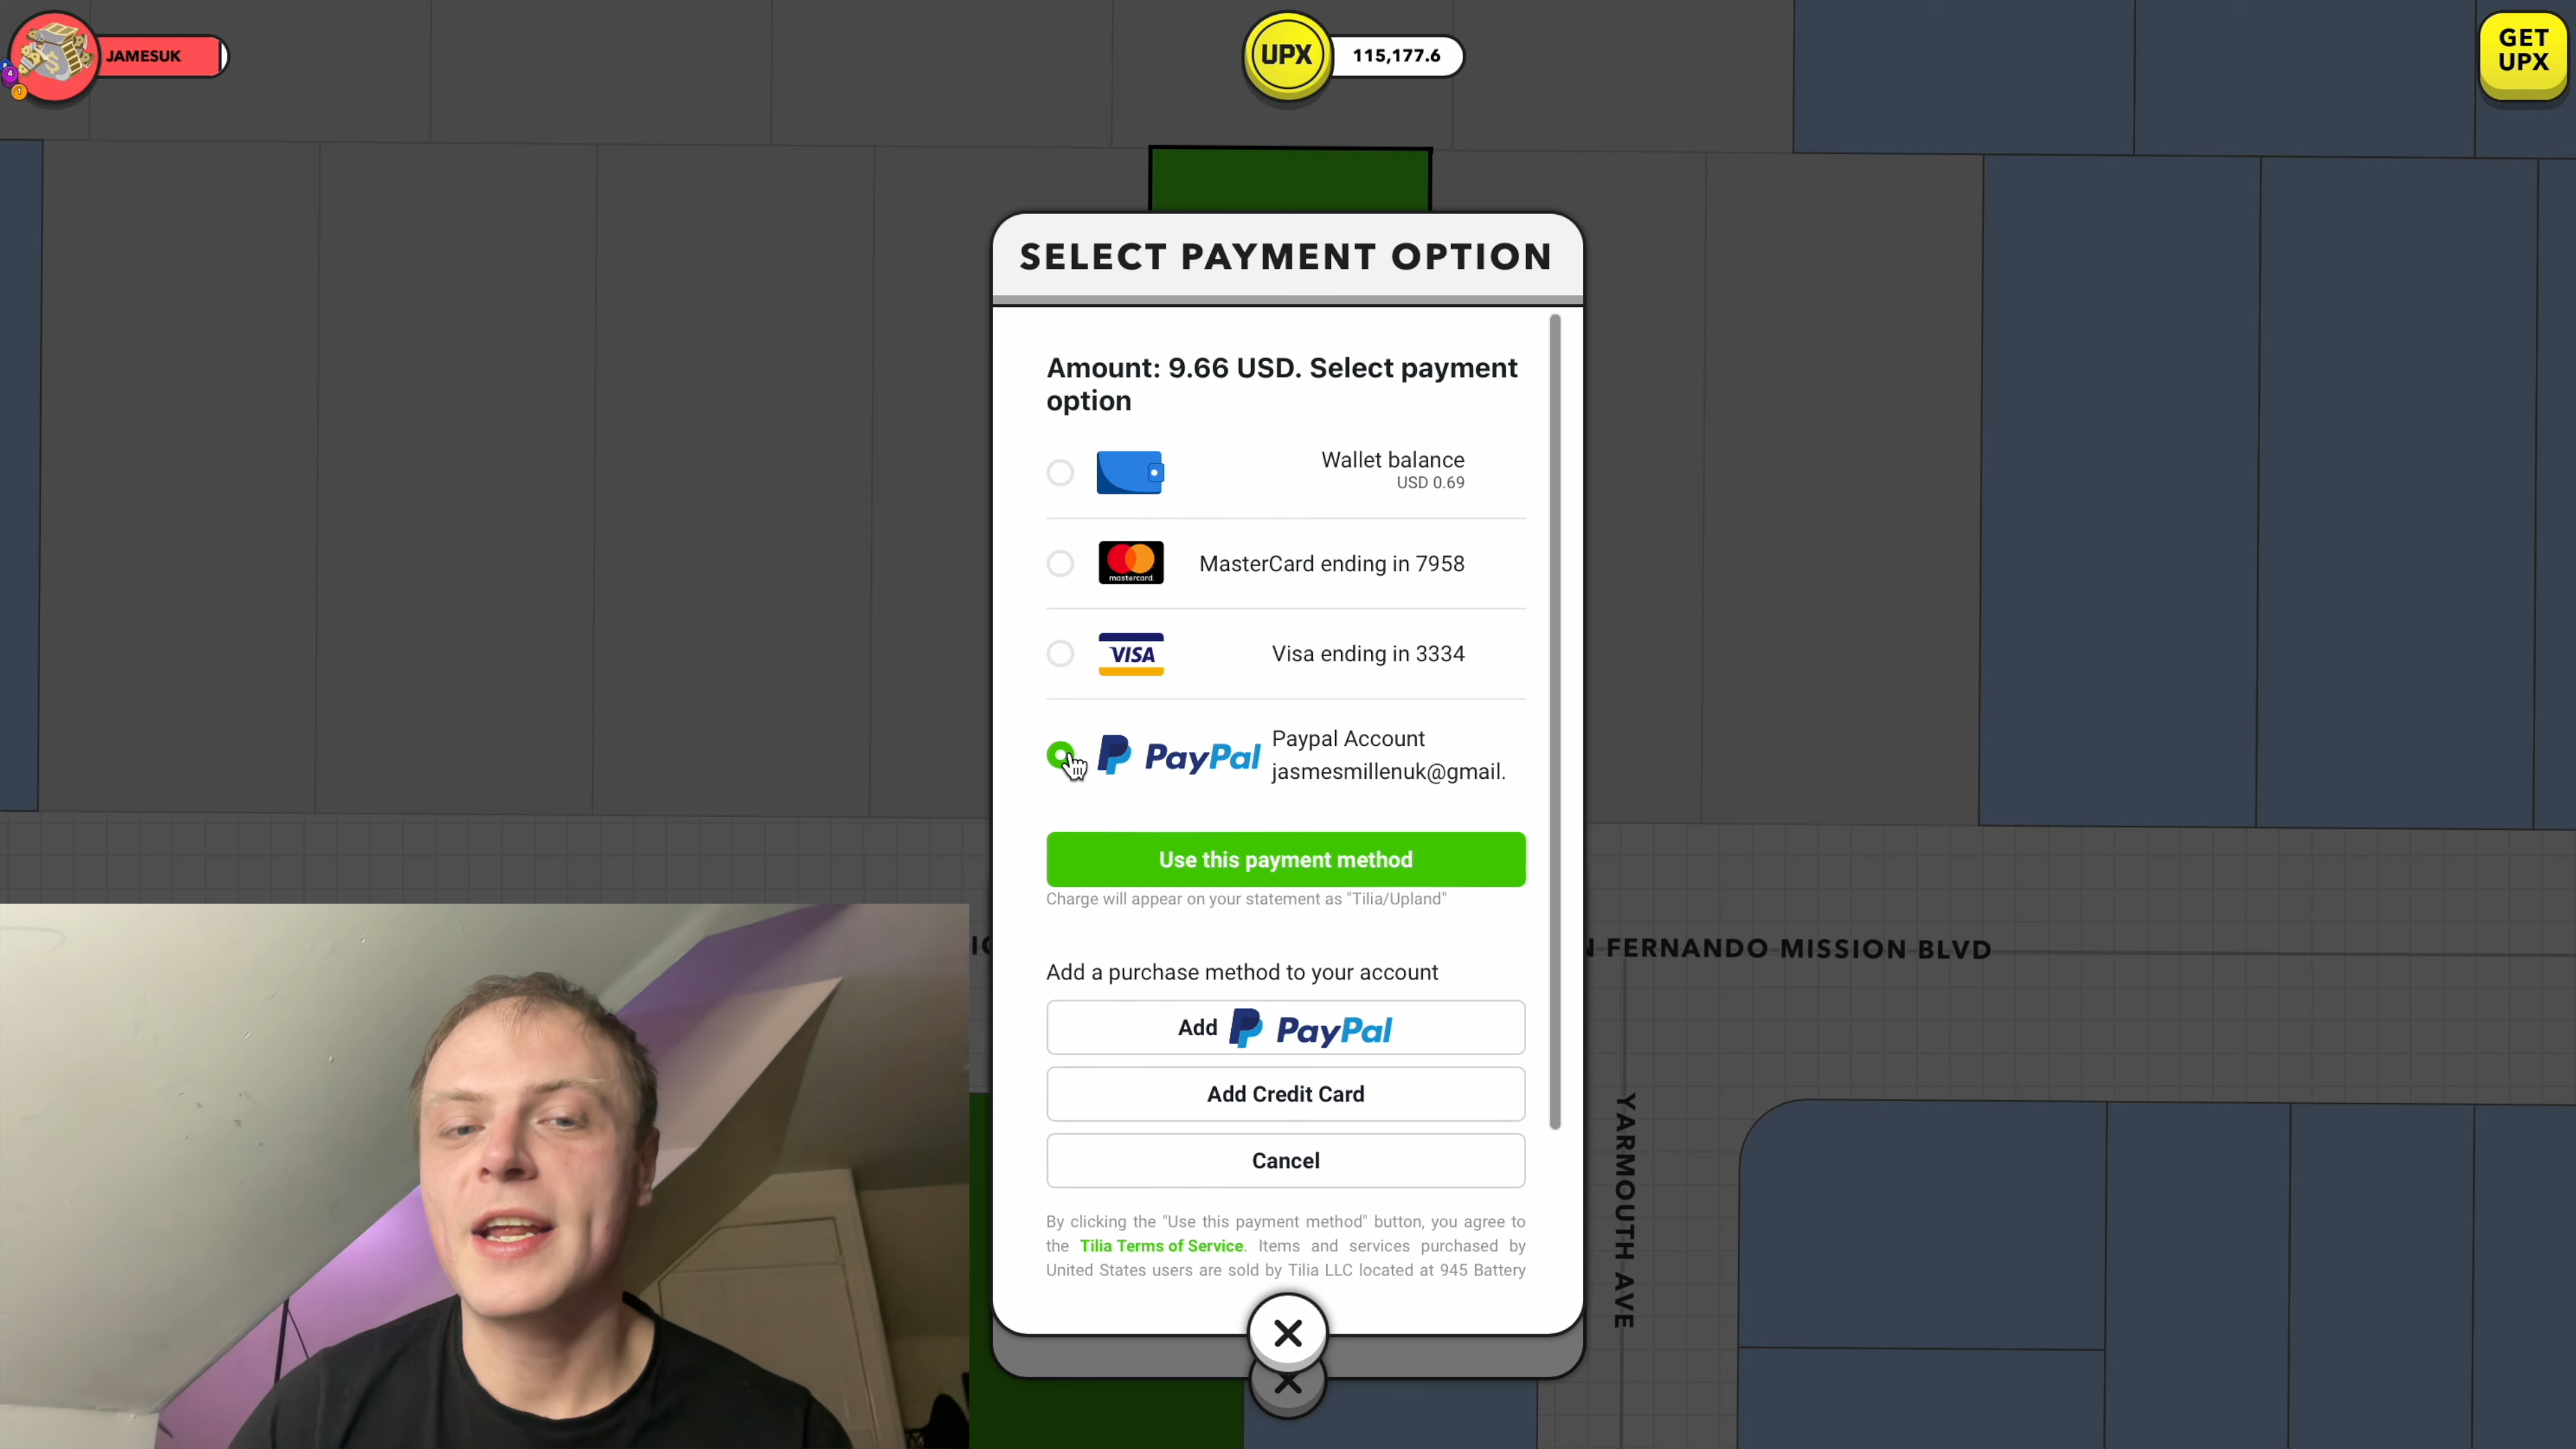 JAMESUK
UPX
115,177.6
GET
UPX
4
1
SELECT PAYMENT OPTION
Amount: 9.66 USD. Select payment
option
Wallet balance
USD 0.69
mastercard.
MasterCard ending in 7958
VISA
Visa ending in 3334
PayPal
Paypal Account
jasmesmillenuk@gmail.
Use this payment method
Charge will appear on your statement as "Tilia/Upland"
N FERNANDO MISSION BLVD
Add a purchase method to your account
Add PayPal
Add Credit Card
Cancel
YARMOUTH AVE
By clicking the "Use this payment method" button, you agree to
the Tilia Terms of Service. Items and services purchased by
United States users are sold by Tilia LLC located at 945 Battery